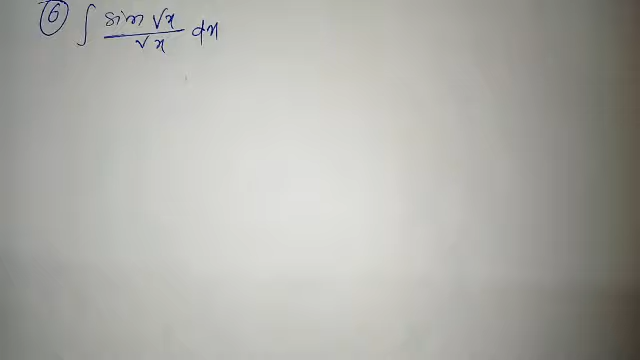 ⑥ ∫ sin √x / √x dx